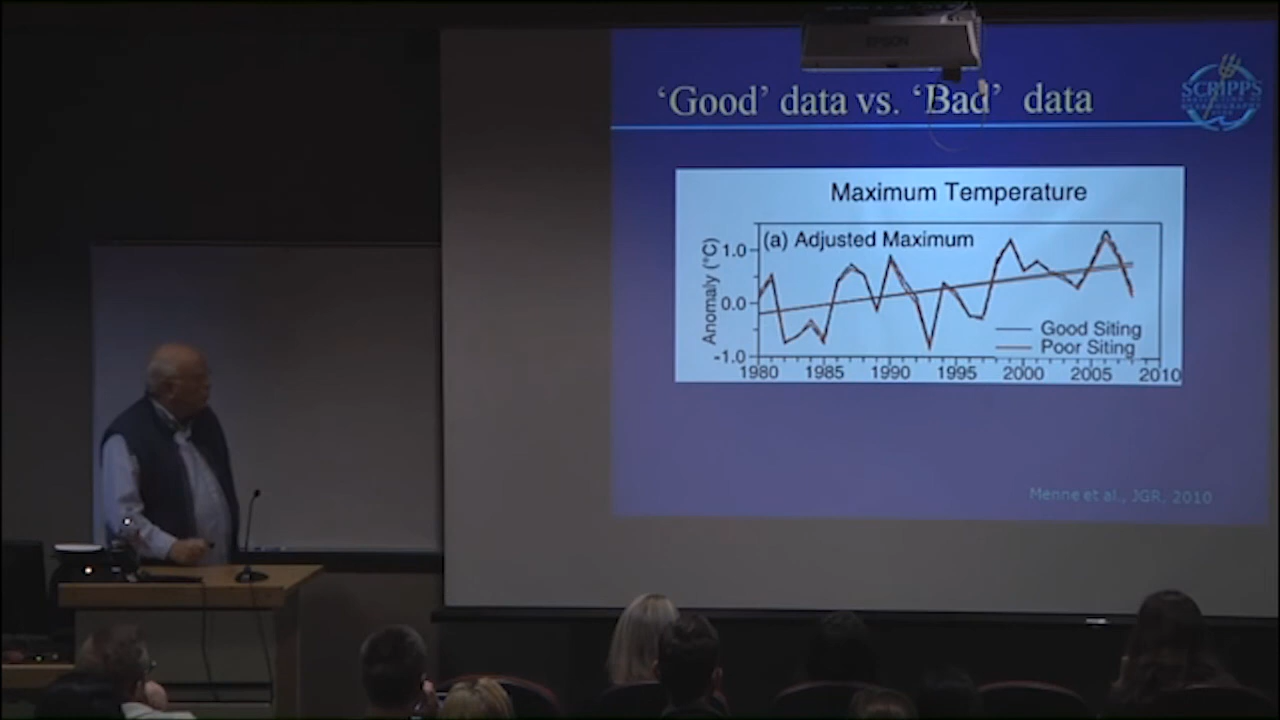 EPSON
'Good' data vs. 'Bad' data
SCRIPPS
Maximum Temperature
(a) Adjusted Maximum
Anomaly (°C)
1.0
0.0
-1.0
Good Siting
Poor Siting
1980 1985 1990 1995 2000 2005 2010
Menne et al., JGR, 2010